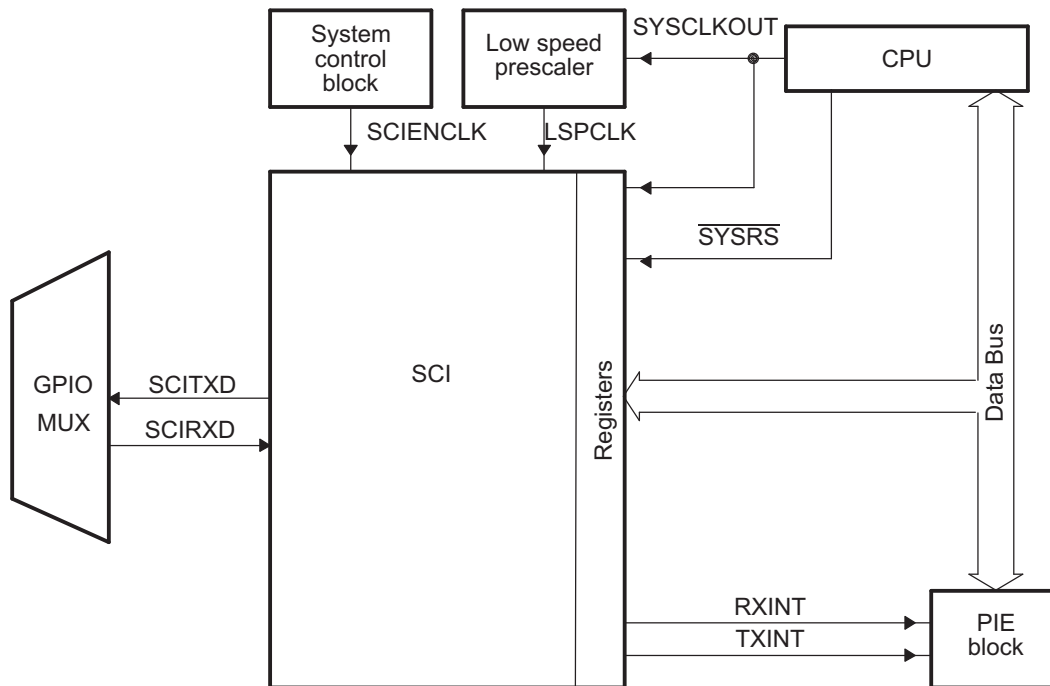 System
control
block
Low speed
prescaler
SYSCLKOUT
CPU
SCIENCLK
LSPCLK
SYSRS
GPIO
MUX
SCITXD
SCIRXD
SCI
Registers
Data Bus
RXINT
TXINT
PIE
block